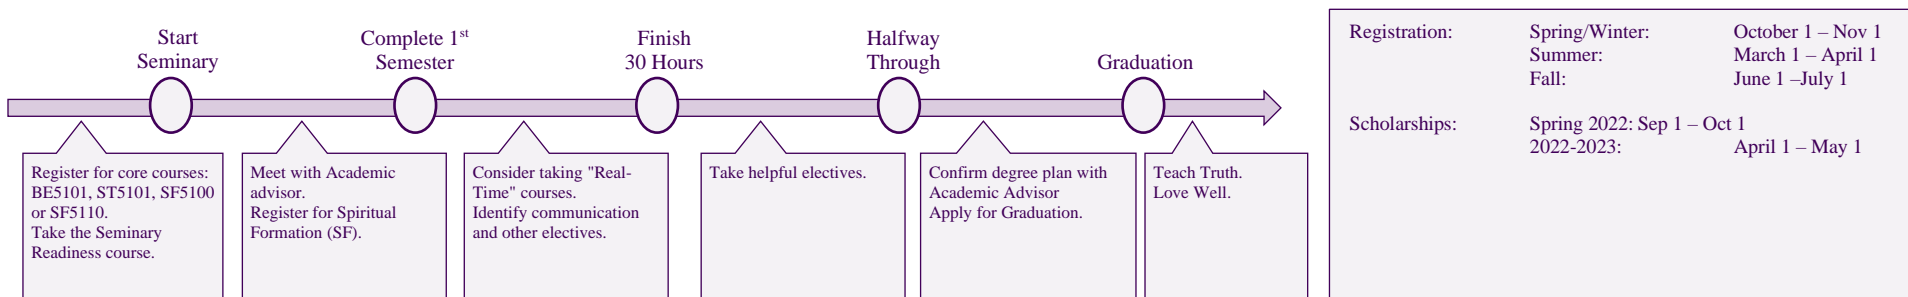 Start
Seminary
Complete 1st
Semester
Finish
30 Hours
Halfway
Through
Graduation
Register for core courses:
BE5101, ST5101, SF5100
or SF5110.
Take the Seminary
Readiness course.
Meet with Academic
advisor.
Register for Spiritual
Formation (SF).
Consider taking "Real-
Time" courses.
Identify communication
and other electives.
Take helpful electives.
Confirm degree plan with
Academic Advisor
Apply for Graduation.
Teach Truth.
Love Well.
Registration: Spring/Winter: October 1 – Nov 1
Summer: March 1 – April 1
Fall: June 1 –July 1
Scholarships: Spring 2022: Sep 1 – Oct 1
2022-2023: April 1 – May 1